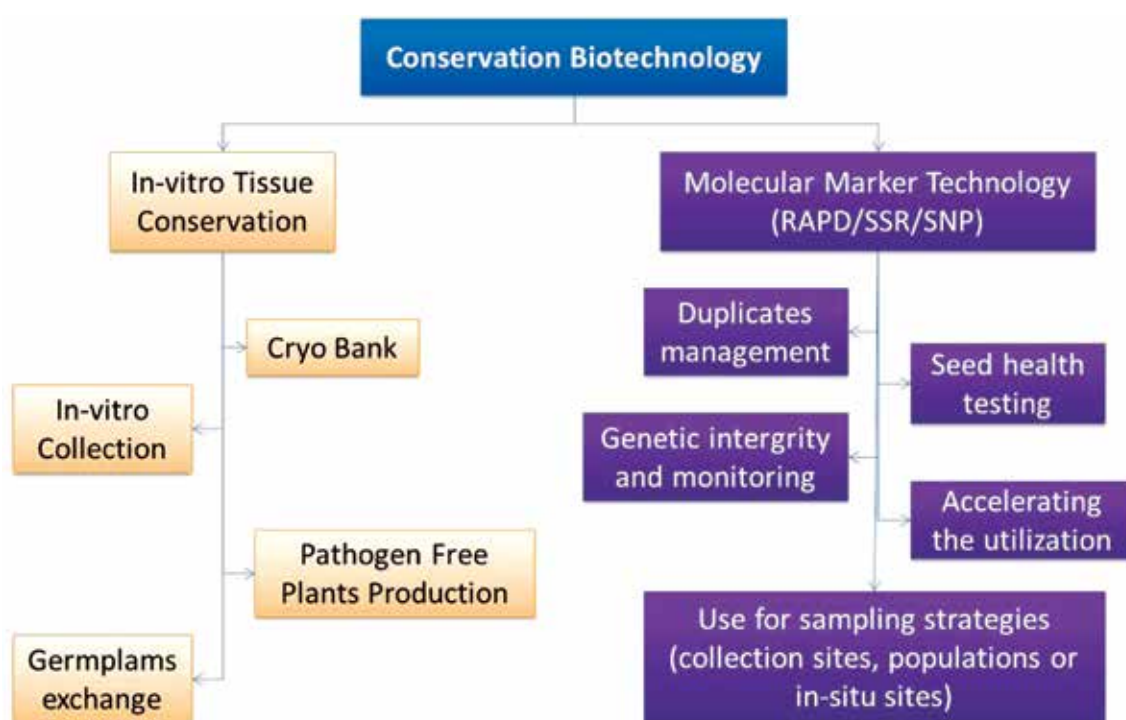 Conservation Biotechnology
In-vitro Tissue
Conservation
Cryo Bank
In-vitro
Collection
Pathogen Free
Plants Production
Germplams
exchange
Molecular Marker Technology
(RAPD/SSR/SNP)
Duplicates
management
Seed health
testing
Genetic intergrity
and monitoring
Accelerating
the utilization
Use for sampling strategies
(collection sites, populations or
in-situ sites)